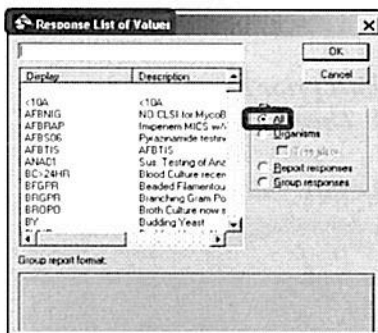 Response List of Values
OK
Cancel
Display Description
<10A <10A
AFBNIG NO CLSI for MycoB
AFBRAP Imipenem MICS w/
AFBS06 Pyrazinamide testin
AFBTIS AFBTIS
ANAD1 Sus. Testing of Ana
BC>24HR Blood Culture recen
BFGPR Beaded Filamentou
BRGPR Branching Gram Po
BROPO Broth Culture now s
BY Budding Yeast
All
Organisms
Report responses
Group responses
Group report format: